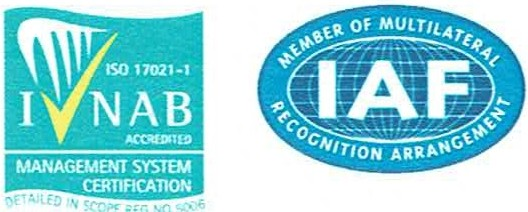 ISO 17021-1
I NAB
ACCREDITED
MANAGEMENT SYSTEM
CERTIFICATION
DETAILED IN SCOPE REG NO 5006
MEMBER OF MULTILATERAL
IAF
RECOGNITION ARRANGEMENT